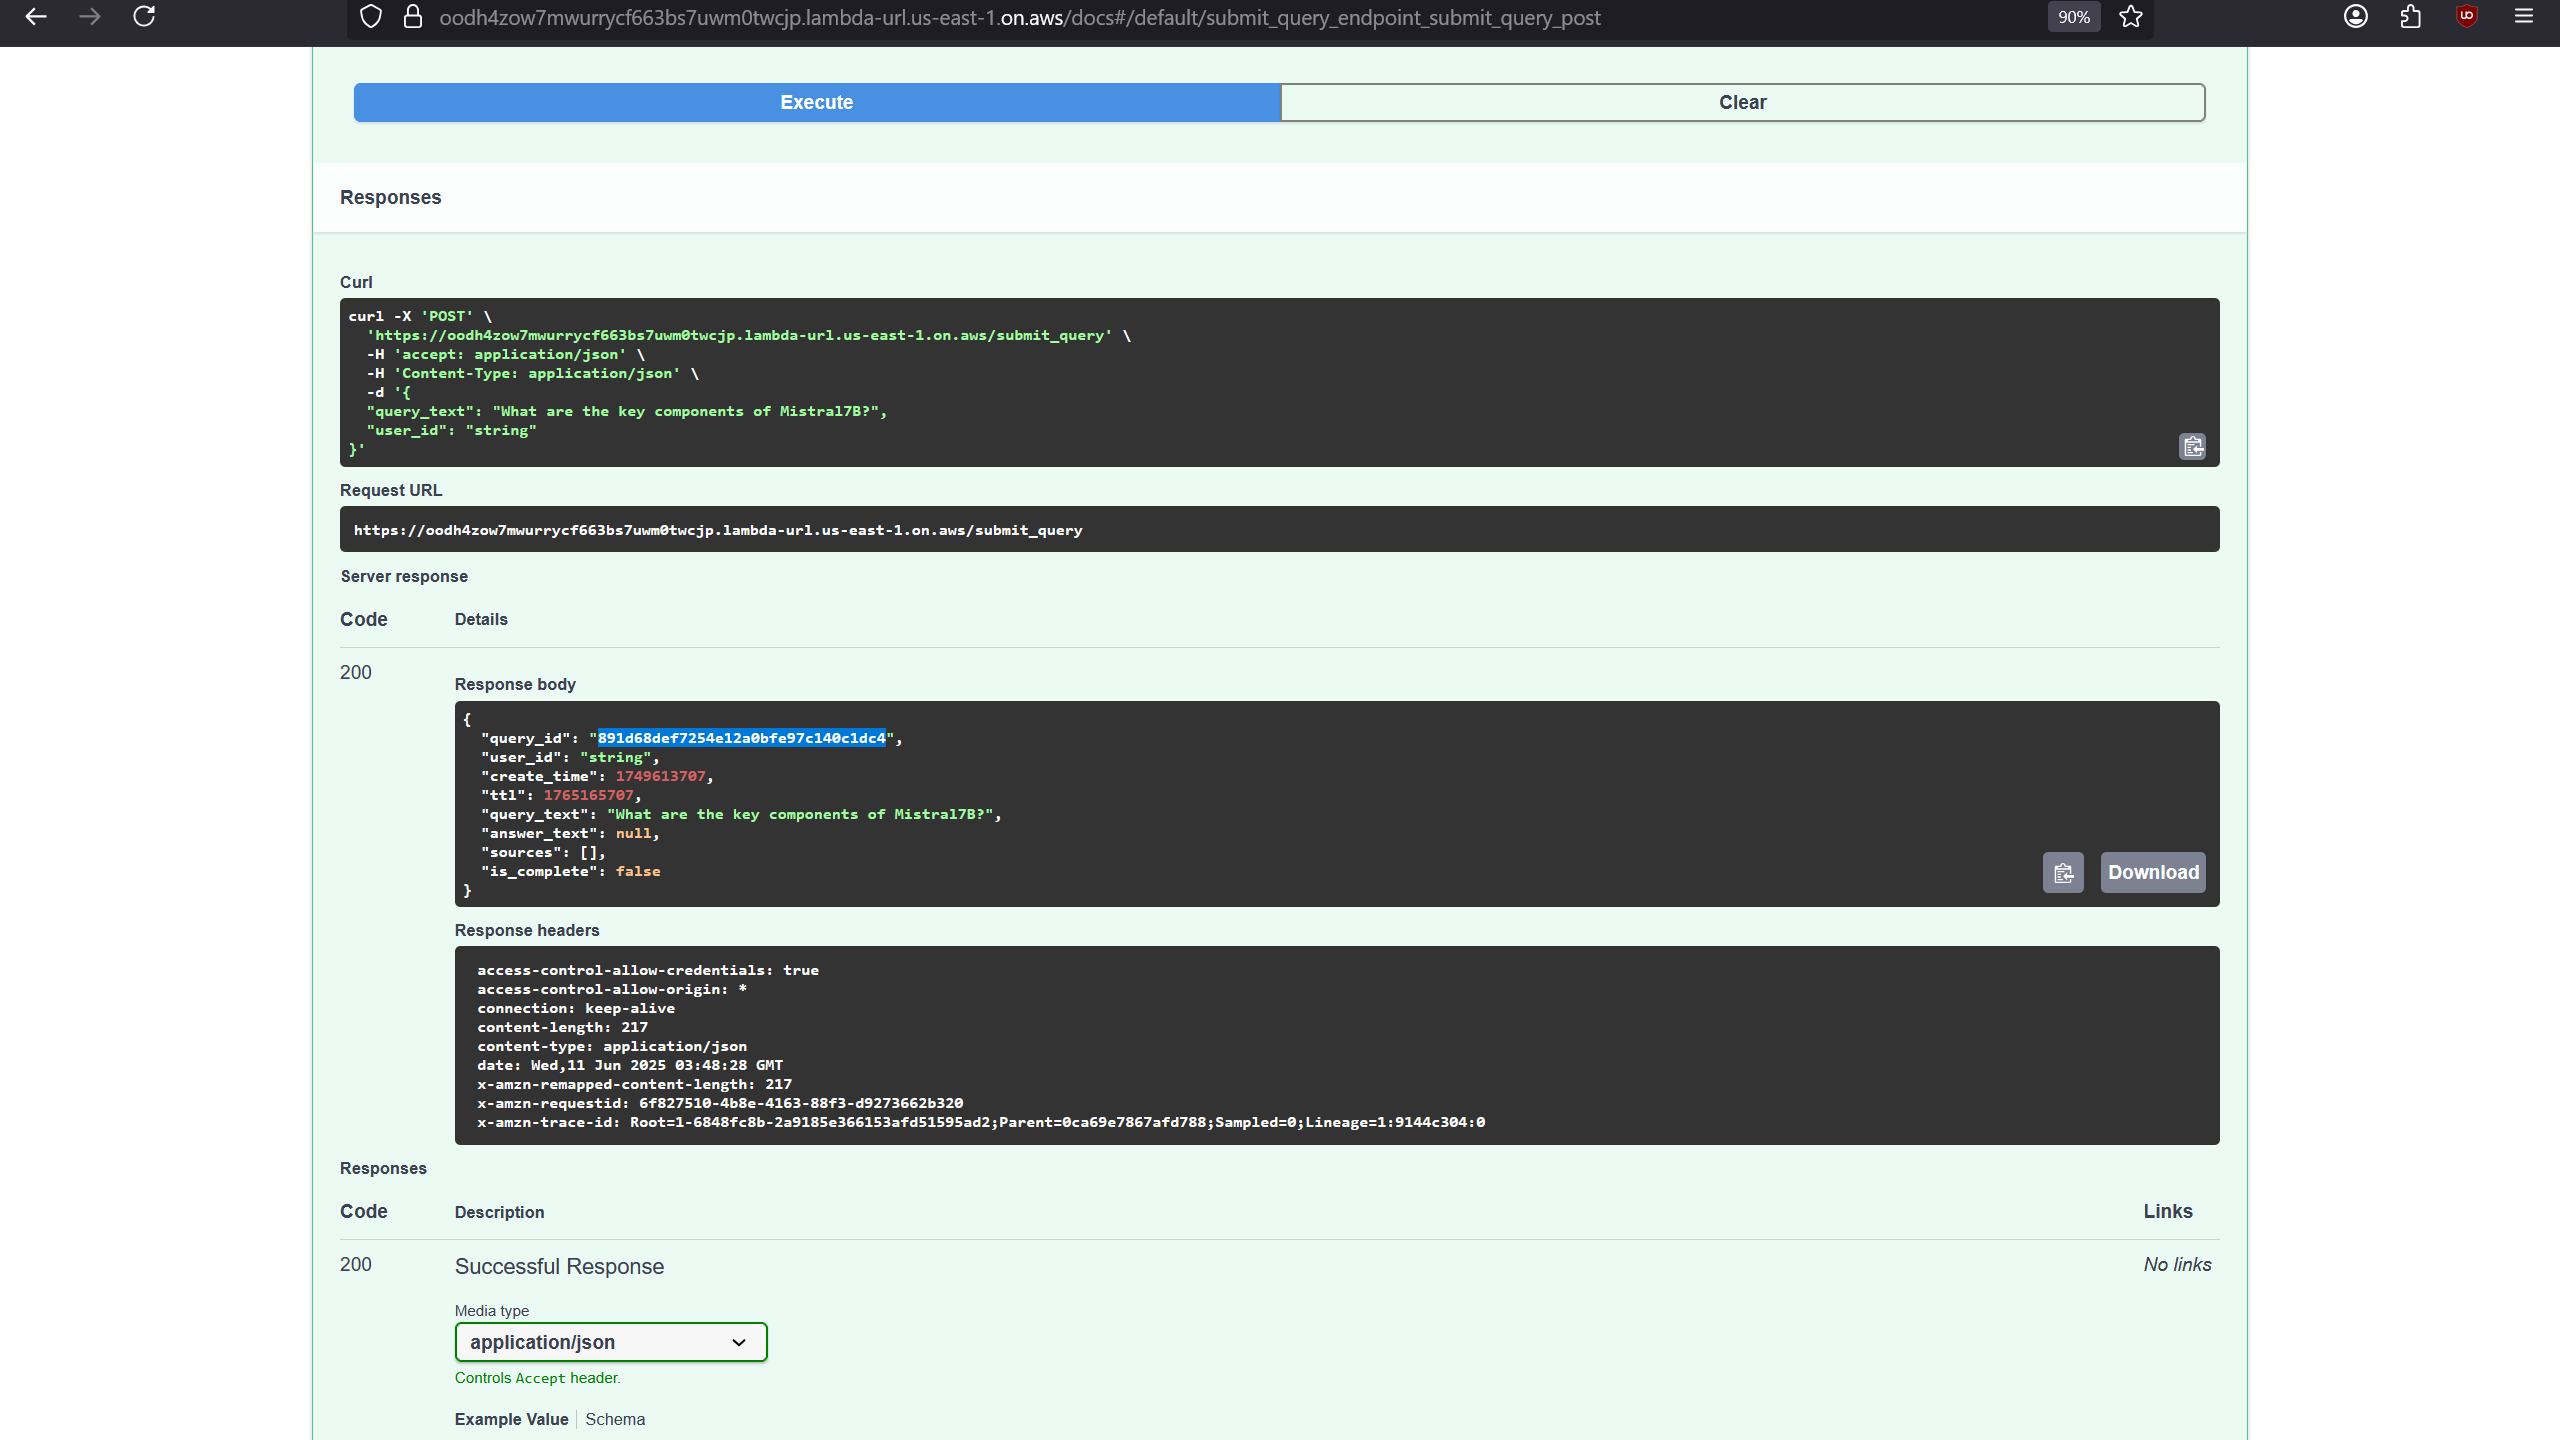 oodh4zow7mwurrycf663bs7uwm0twcjp.lambda-url.us-east-1.on.aws/docs#/default/submit_query_endpoint_submit_query_post
90%
Execute
Clear
Responses
Curl
curl -X 'POST' \
  'https://oodh4zow7mwurrycf663bs7uwm0twcjp.lambda-url.us-east-1.on.aws/submit_query' \
  -H 'accept: application/json' \
  -H 'Content-Type: application/json' \
  -d '{
  "query_text": "What are the key components of Mistral7B?",
  "user_id": "string"
}'
Request URL
https://oodh4zow7mwurrycf663bs7uwm0twcjp.lambda-url.us-east-1.on.aws/submit_query
Server response
Code Details
200
Response body
{
  "query_id": "891d68def7254e12a0bfe97c140c1dc4",
  "user_id": "string",
  "create_time": 1749613707,
  "ttl": 1765165707,
  "query_text": "What are the key components of Mistral7B?",
  "answer_text": null,
  "sources": [],
  "is_complete": false
}
Download
Response headers
access-control-allow-credentials: true
access-control-allow-origin: *
connection: keep-alive
content-length: 217
content-type: application/json
date: Wed,11 Jun 2025 03:48:28 GMT
x-amzn-remapped-content-length: 217
x-amzn-requestid: 6f827510-4b8e-4163-88f3-d9273662b320
x-amzn-trace-id: Root=1-6848fc8b-2a9185e366153afd51595ad2;Parent=0ca69e7867afd788;Sampled=0;Lineage=1:9144c304:0
Responses
Code Description Links
200 Successful Response No links
Media type
application/json
Controls Accept header.
Example Value Schema